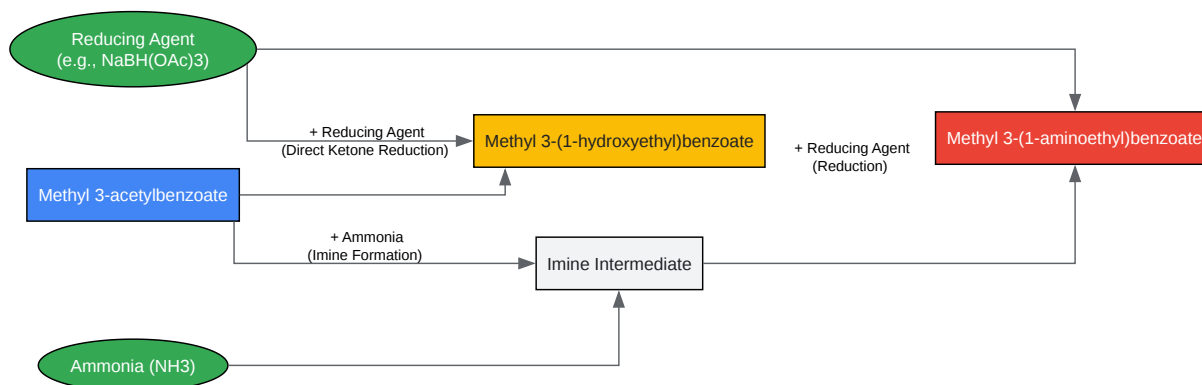 Reducing Agent
(e.g., NaBH(OAc)3)
+ Reducing Agent
(Direct Ketone Reduction)
Methyl 3-(1-hydroxyethyl)benzoate
+ Reducing Agent
(Reduction)
Methyl 3-(1-aminoethyl)benzoate
Methyl 3-acetylbenzoate
+ Ammonia
(Imine Formation)
Imine Intermediate
Ammonia (NH3)